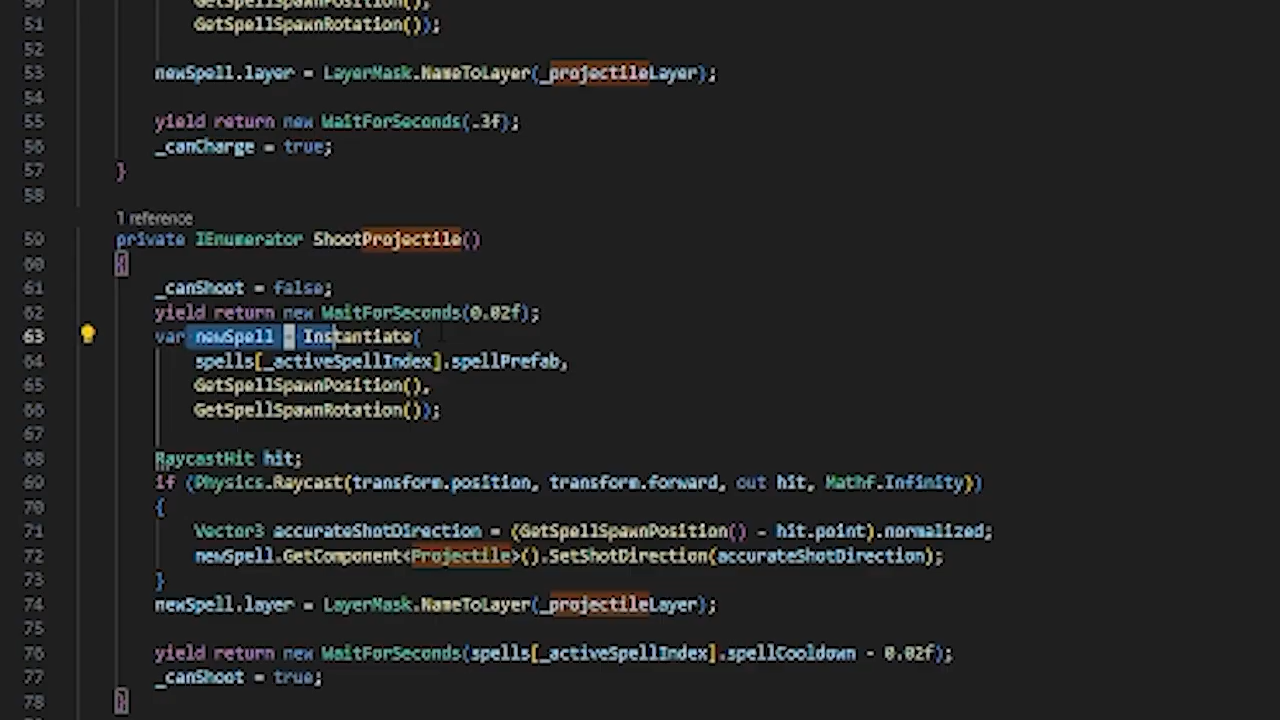 50 GetSpellSpawnPosition(),
51 GetSpellSpawnRotation());
52
53 newSpell.layer = LayerMask.NameToLayer(_projectileLayer);
54
55 yield return new WaitForSeconds(.3f);
56 _canCharge = true;
57 }
58
1 reference
59 private IEnumerator ShootProjectile()
60 {
61 _canShoot = false;
62 yield return new WaitForSeconds(0.02f);
63 var newSpell = Instantiate(
64 spells[_activeSpellIndex].spellPrefab,
65 GetSpellSpawnPosition(),
66 GetSpellSpawnRotation());
67
68 RaycastHit hit;
69 if (Physics.Raycast(transform.position, transform.forward, out hit, Mathf.Infinity))
70 {
71 Vector3 accurateShotDirection = (GetSpellSpawnPosition() - hit.point).normalized;
72 newSpell.GetComponent<Projectile>().SetShotDirection(accurateShotDirection);
73 }
74 newSpell.layer = LayerMask.NameToLayer(_projectileLayer);
75
76 yield return new WaitForSeconds(spells[_activeSpellIndex].spellCooldown - 0.02f);
77 _canShoot = true;
78 }